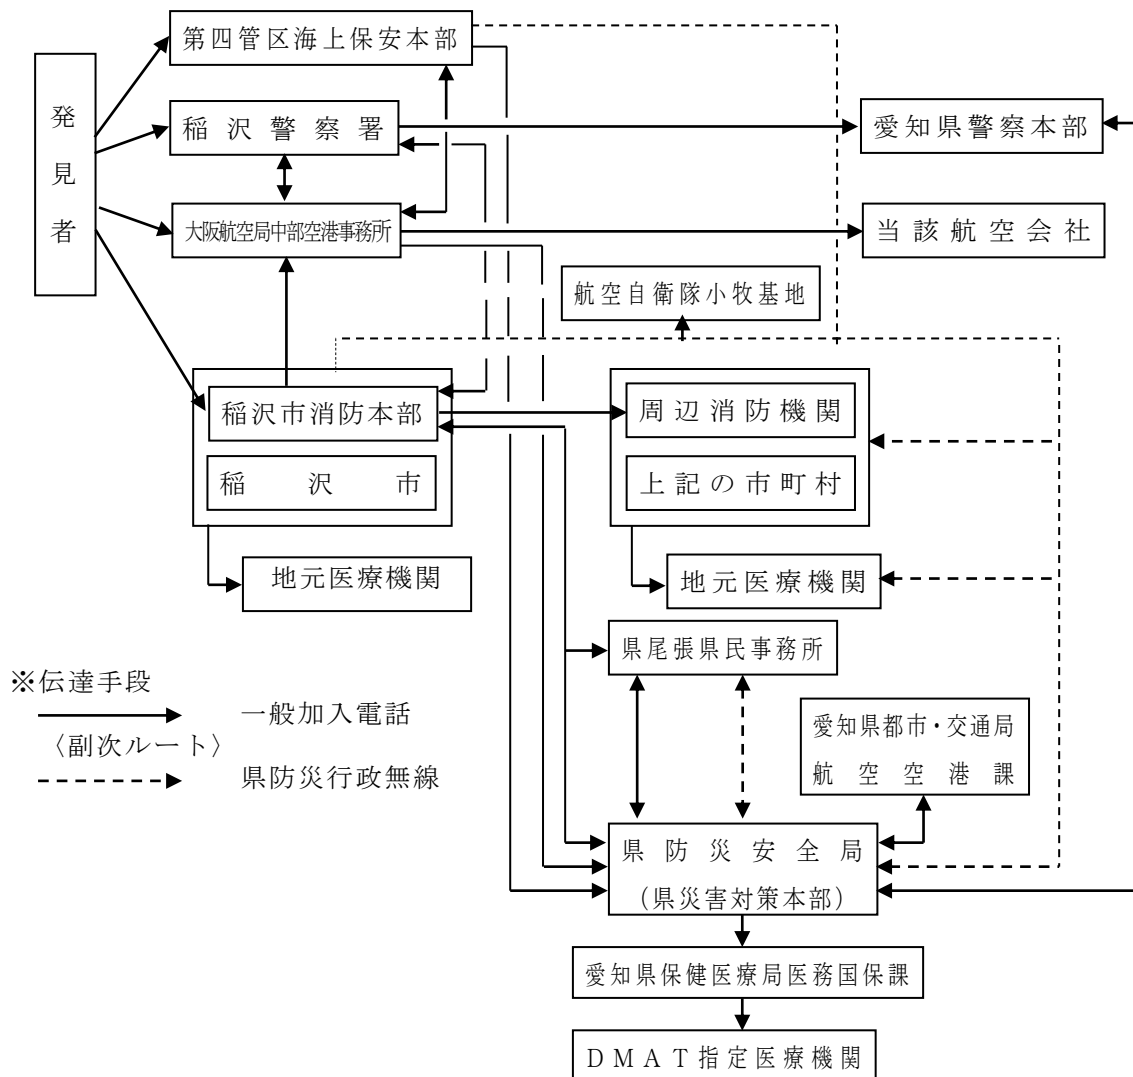 第四管区海上保安本部
発見者
稲沢警察署
愛知県警察本部
大阪航空局中部空港事務所
当該航空会社
航空自衛隊小牧基地
稲沢市消防本部
周辺消防機関
稲沢市
上記の市町村
地元医療機関
地元医療機関
県尾張県民事務所
※伝達手段
一般加入電話
〈副次ルート〉
県防災行政無線
愛知県都市・交通局
航空空港課
県防災安全局
（県災害対策本部）
愛知県保健医療局医務国保課
DMAT指定医療機関